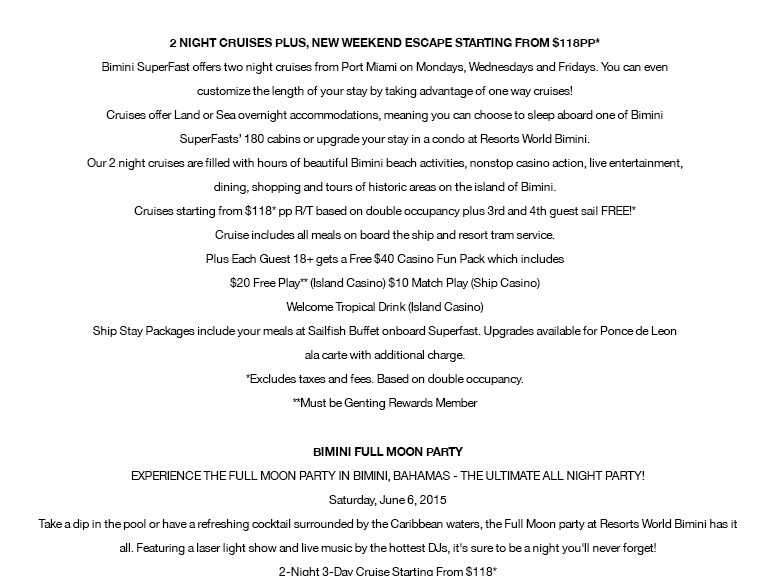 2 NIGHT CRUISES PLUS, NEW WEEKEND ESCAPE STARTING FROM $118PP*
Bimini SuperFast offers two night cruises from Port Miami on Mondays, Wednesdays and Fridays. You can even
customize the length of your stay by taking advantage of one way cruises!
Cruises offer Land or Sea overnight accommodations, meaning you can choose to sleep aboard one of Bimini
SuperFasts' 180 cabins or upgrade your stay in a condo at Resorts World Bimini.
Our 2 night cruises are filled with hours of beautiful Bimini beach activities, nonstop casino action, live entertainment,
dining, shopping and tours of historic areas on the island of Bimini.
Cruises starting from $118* pp R/T based on double occupancy plus 3rd and 4th guest sail FREE!*
Cruise includes all meals on board the ship and resort tram service.
Plus Each Guest 18+ gets a Free $40 Casino Fun Pack which includes
$20 Free Play** (Island Casino) $10 Match Play (Ship Casino)
Welcome Tropical Drink (Island Casino)
Ship Stay Packages include your meals at Sailfish Buffet onboard Superfast. Upgrades available for Ponce de Leon
ala carte with additional charge.
*Excludes taxes and fees. Based on double occupancy.
**Must be Genting Rewards Member
BIMINI FULL MOON PARTY
EXPERIENCE THE FULL MOON PARTY IN BIMINI, BAHAMAS - THE ULTIMATE ALL NIGHT PARTY!
Saturday, June 6, 2015
Take a dip in the pool or have a refreshing cocktail surrounded by the Caribbean waters, the Full Moon party at Resorts World Bimini has it
all. Featuring a laser light show and live music by the hottest DJs, it's sure to be a night you'll never forget!
2-Night 3-Day Cruise Starting From $118*